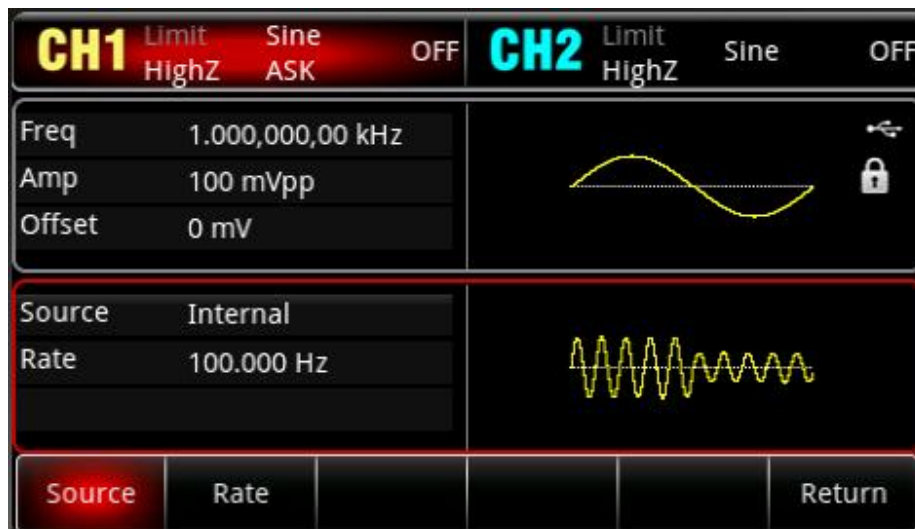 CH1 Limit Sine OFF CH2 Limit Sine OFF
HighZ ASK HighZ
Freq 1.000,000,00 kHz
Amp 100 mVpp
Offset 0 mV
Source Internal
Rate 100.000 Hz
Source Rate Return